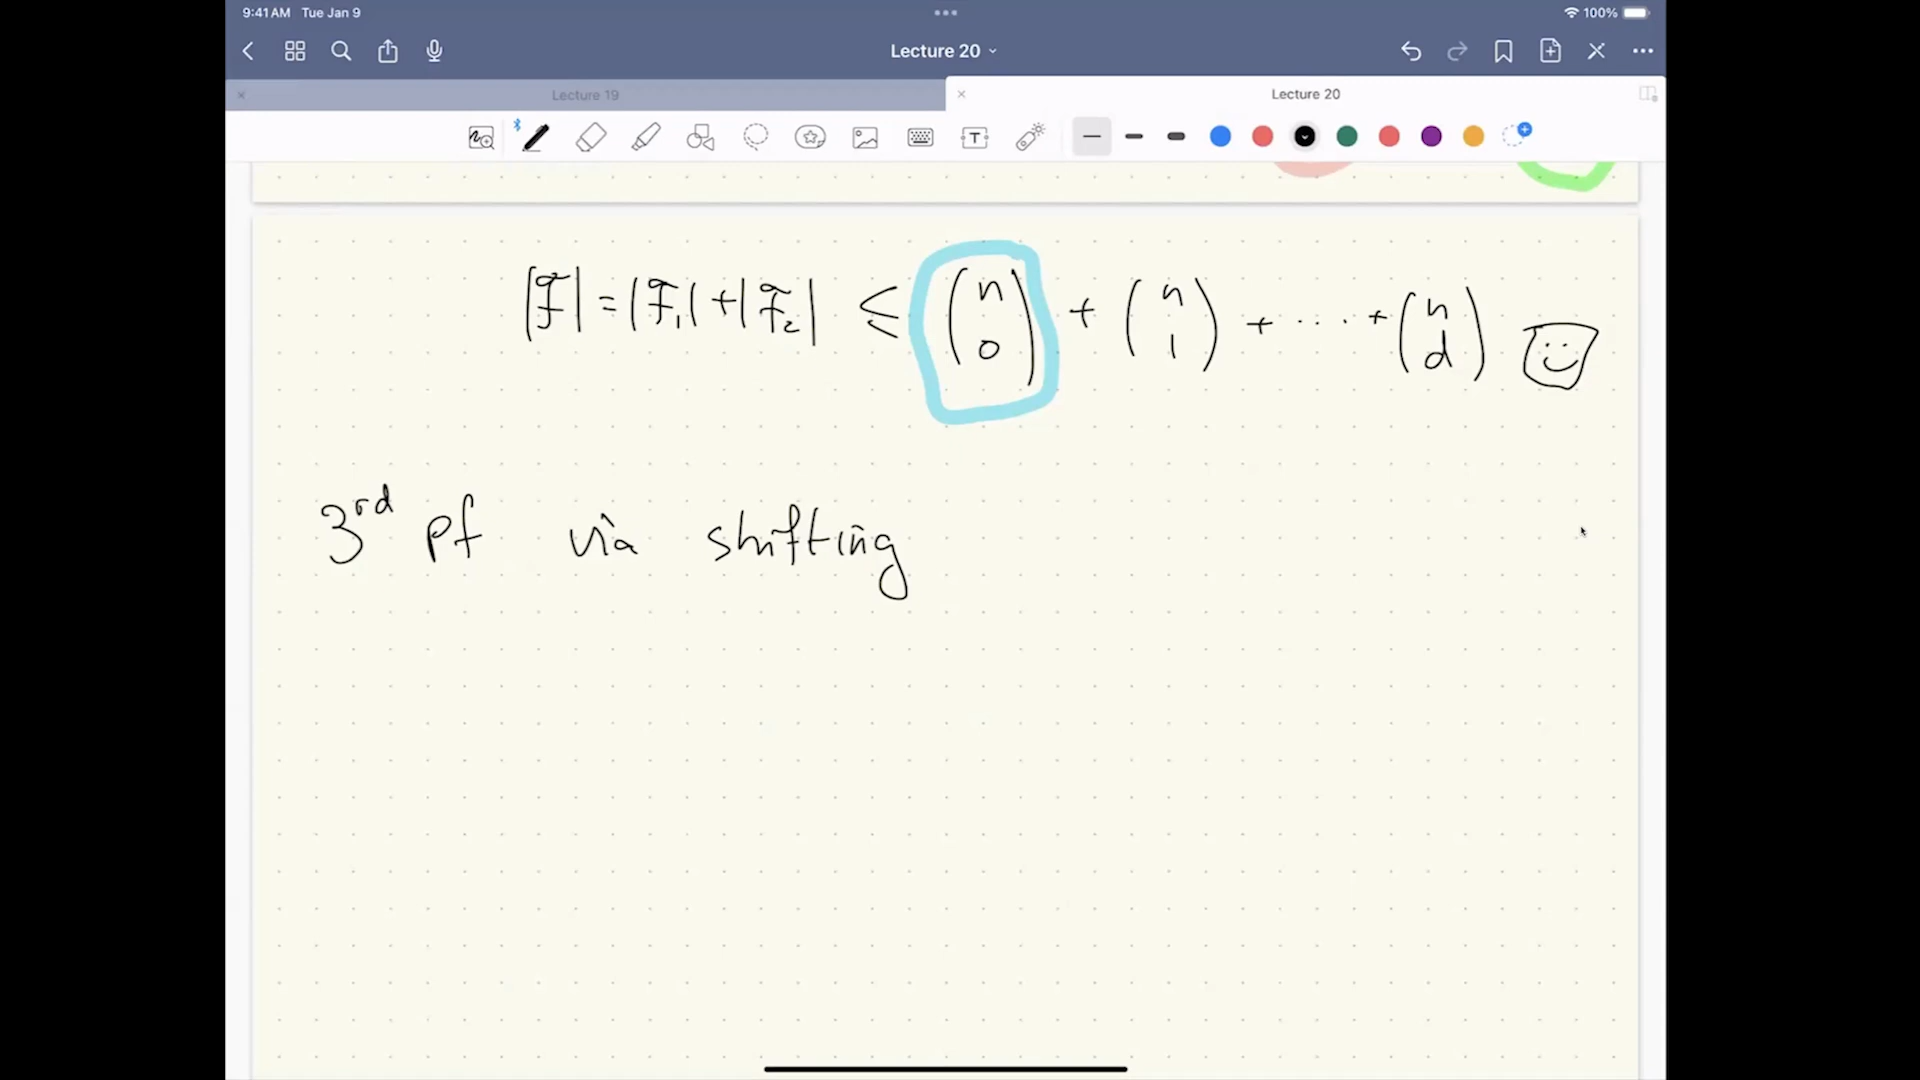 9:41 AM Tue Jan 9 100%
Lecture 20
Lecture 19 Lecture 20
|F| = |F₁| + |F₂| ≤ (n 0) + (n 1) + ···· + (n d)
3rd pf via shifting